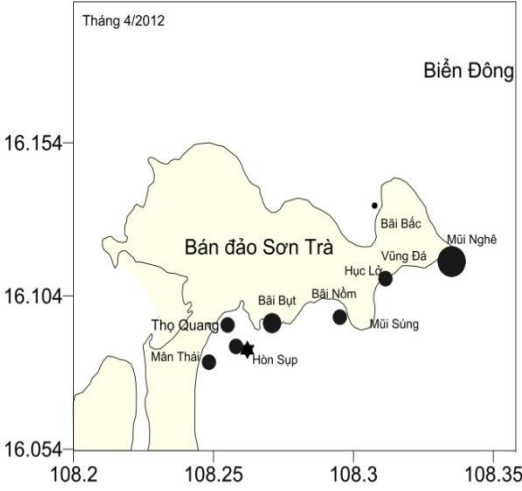 Tháng 4/2012
Biển Đông
16.154
Bãi Bắc
Mũi Nghê
Bán đảo Sơn Trà
Vũng Đá
Hục Lở
16.104
Bãi Nồm
Bãi Bụt
Thọ Quang
Mũi Súng
Mân Thái
Hòn Sụp
16.054
108.2
108.25
108.3
108.35